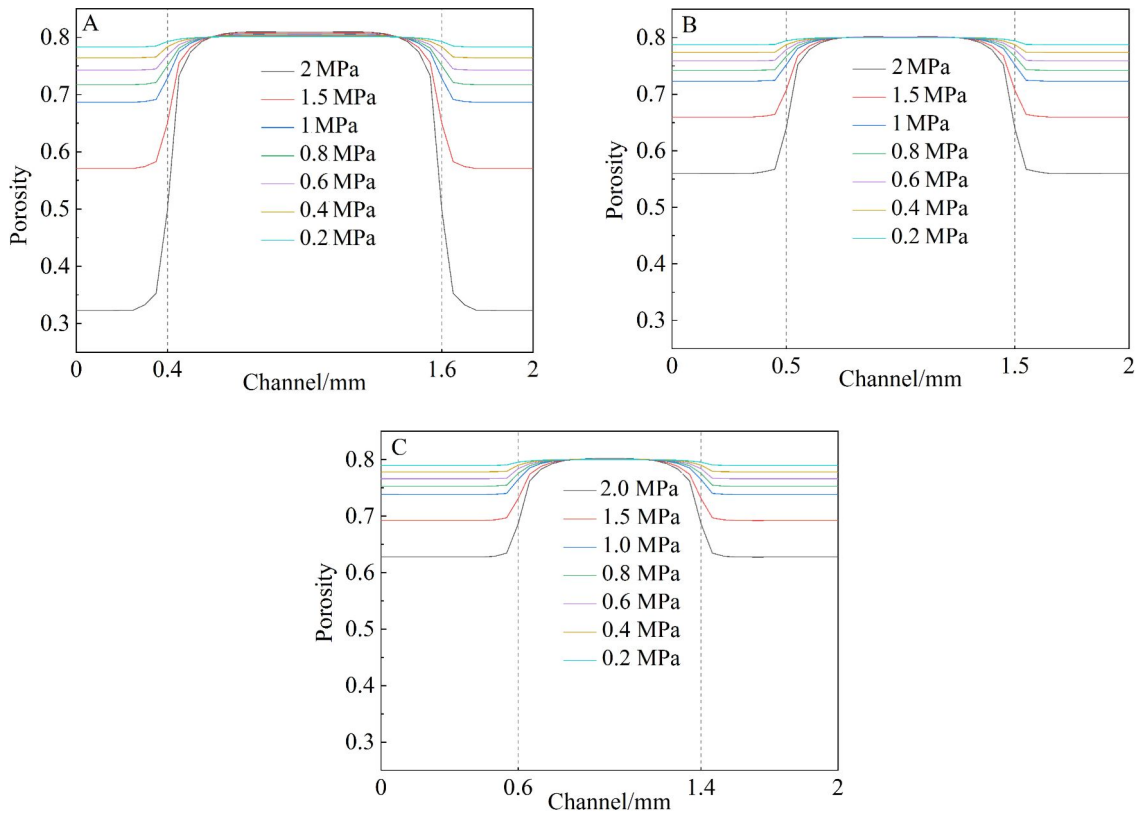 A
0.8
0.7
0.6
0.5
0.4
0.3
Porosity
2 MPa
1.5 MPa
1 MPa
0.8 MPa
0.6 MPa
0.4 MPa
0.2 MPa
0
0.4
1.6
2
Channel/mm
B
0.8
0.7
0.6
0.5
0.4
0.3
Porosity
2 MPa
1.5 MPa
1 MPa
0.8 MPa
0.6 MPa
0.4 MPa
0.2 MPa
0
0.5
1.5
2
Channel/mm
C
0.8
0.7
0.6
0.5
0.4
0.3
Porosity
2.0 MPa
1.5 MPa
1.0 MPa
0.8 MPa
0.6 MPa
0.4 MPa
0.2 MPa
0
0.6
1.4
2
Channel/mm